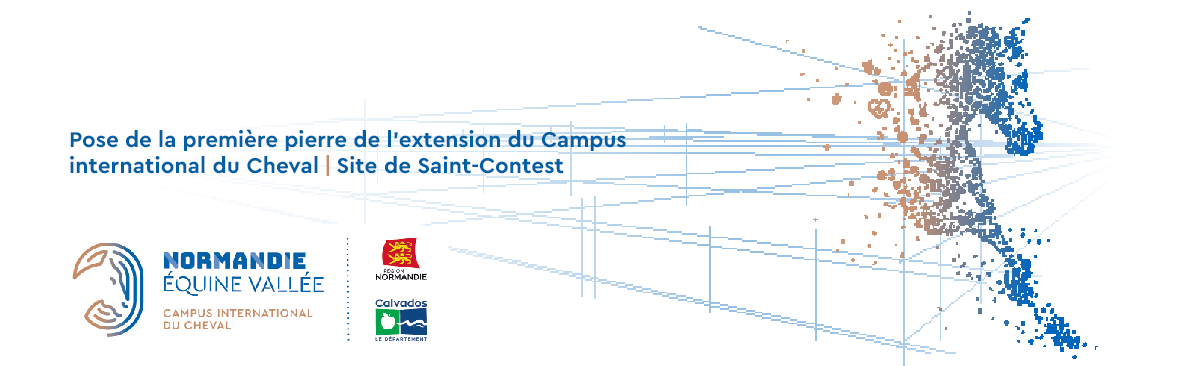 Pose de la première pierre de l'extension du Campus
international du Cheval | Site de Saint-Contest
NORMANDIE
ÉQUINE VALLÉE
CAMPUS INTERNATIONAL
DU CHEVAL
RÉGION
NORMANDIE
Calvados
LE DÉPARTEMENT